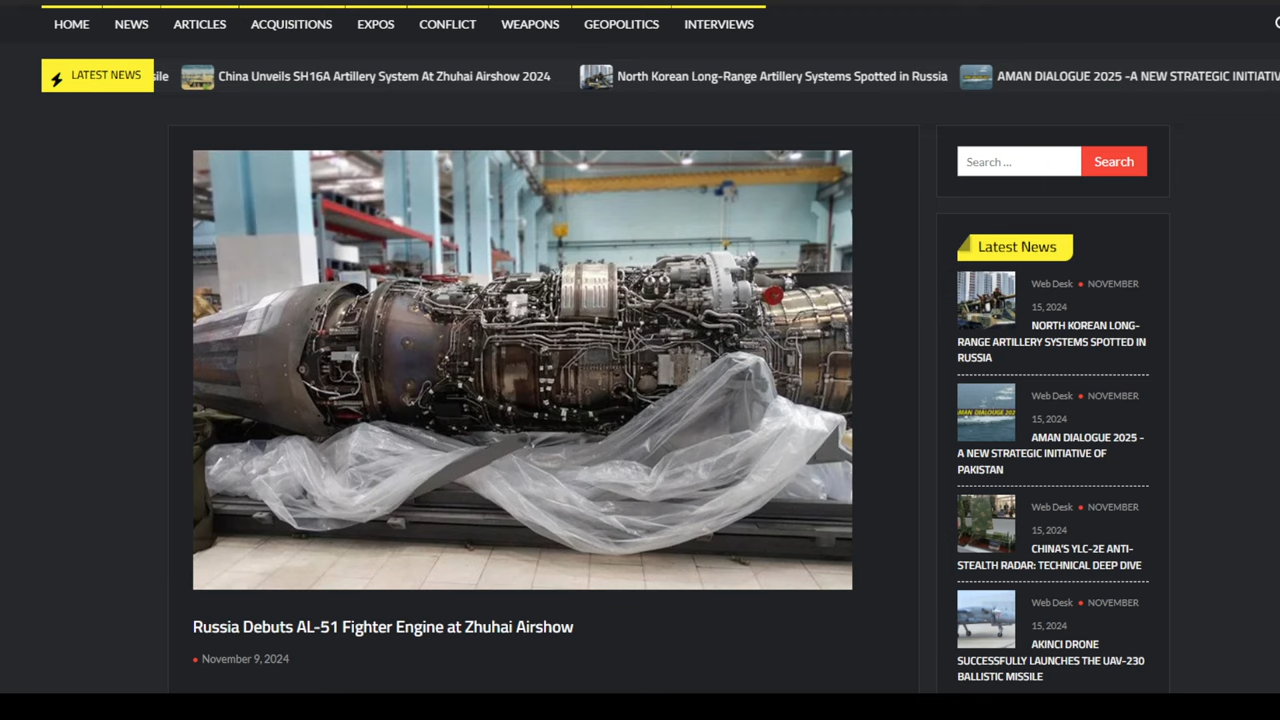 HOME NEWS ARTICLES ACQUISITIONS EXPOS CONFLICT WEAPONS GEOPOLITICS INTERVIEWS
LATEST NEWS
China Unveils SH16A Artillery System At Zhuhai Airshow 2024
North Korean Long-Range Artillery Systems Spotted in Russia
AMAN DIALOGUE 2025 -A NEW STRATEGIC
Russia Debuts AL-51 Fighter Engine at Zhuhai Airshow
November 9, 2024
Search ... Search
Latest News
Web Desk NOVEMBER
15, 2024
NORTH KOREAN LONG-
RANGE ARTILLERY SYSTEMS SPOTTED IN
RUSSIA
Web Desk NOVEMBER
15, 2024
AMAN DIALOGUE 2025 -
A NEW STRATEGIC INITIATIVE OF
PAKISTAN
Web Desk NOVEMBER
15, 2024
CHINA'S YLC-2E ANTI-
STEALTH RADAR: TECHNICAL DEEP DIVE
Web Desk NOVEMBER
15, 2024
AKINCI DRONE
SUCCESSFULLY LAUNCHES THE UAV-230
BALLISTIC MISSILE